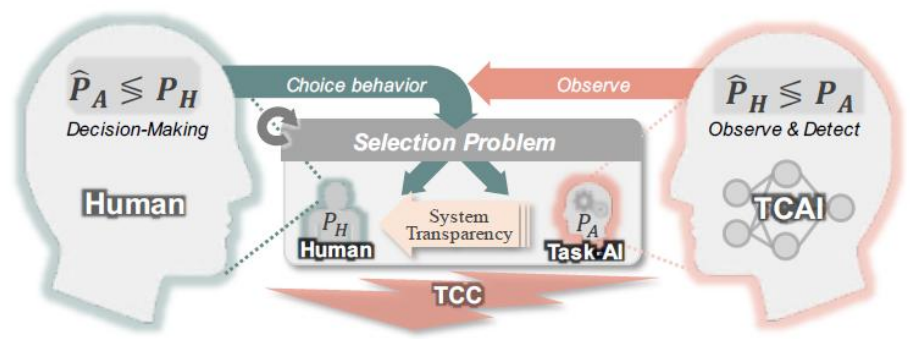 P̂_A ≶ P_H
Decision-Making
Human
Choice behavior
Observe
Selection Problem
P_H
Human
System
Transparency
P_A
Task-AI
TCC
P̂_H ≶ P_A
Observe & Detect
TCAI